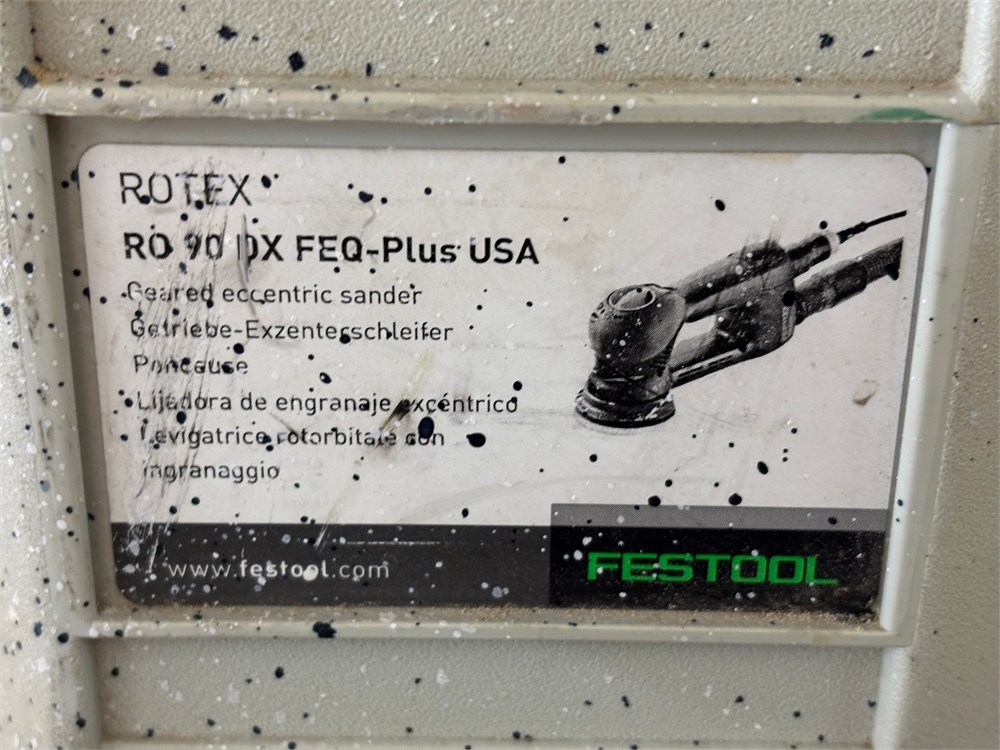 ROTEX
RO 90 DX FEQ-Plus USA
Geared eccentric sander
Getriebe-Exzenterschleifer
Ponceuse
Lijadora de engranaje excéntrico
Levigatrice rotorbitale con
ingranaggio
www.festool.com
FESTOOL